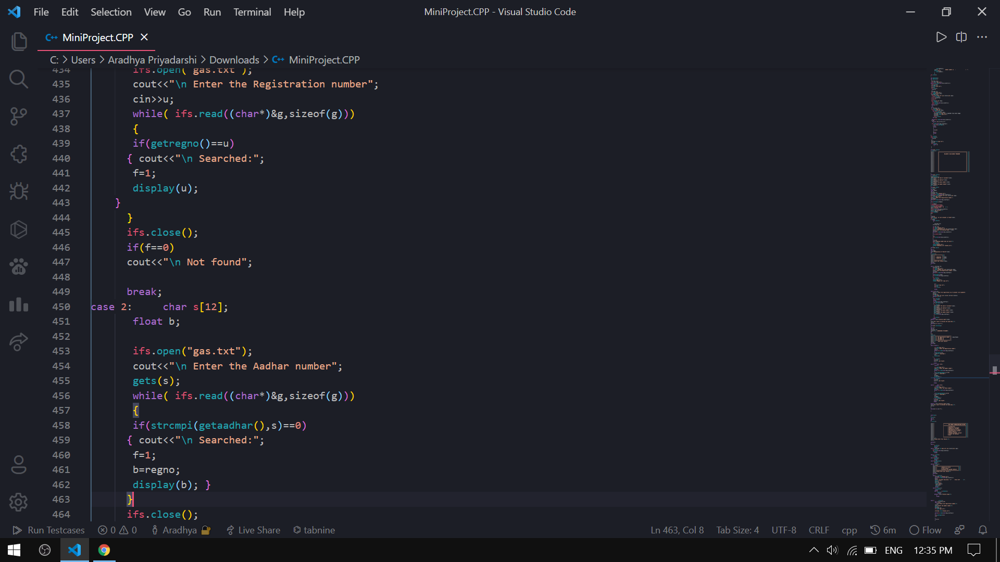 File Edit Selection View Go Run Terminal Help MiniProject.CPP - Visual Studio Code
C++ MiniProject.CPP
C: > Users > Aradhya Priyadarshi > Downloads > C++ MiniProject.CPP
434 ifs.open("gas.txt");
435 cout<<"\n Enter the Registration number";
436 cin>>u;
437 while( ifs.read((char*)&g,sizeof(g)))
438 {
439 if(getregno()==u)
440 { cout<<"\n Searched:";
441 f=1;
442 display(u);
443 }
444 }
445 ifs.close();
446 if(f==0)
447 cout<<"\n Not found";
448
449 break;
450 case 2: char s[12];
451 float b;
452
453 ifs.open("gas.txt");
454 cout<<"\n Enter the Aadhar number";
455 gets(s);
456 while( ifs.read((char*)&g,sizeof(g)))
457 {
458 if(strcmpi(getaadhar(),s)==0)
459 { cout<<"\n Searched:";
460 f=1;
461 b=regno;
462 display(b); }
463 }
464 ifs.close();
Run Testcases 0 0 Aradhya Live Share tabnine Ln 463, Col 8 Tab Size: 4 UTF-8 CRLF cpp 6m Flow
ENG 12:35 PM